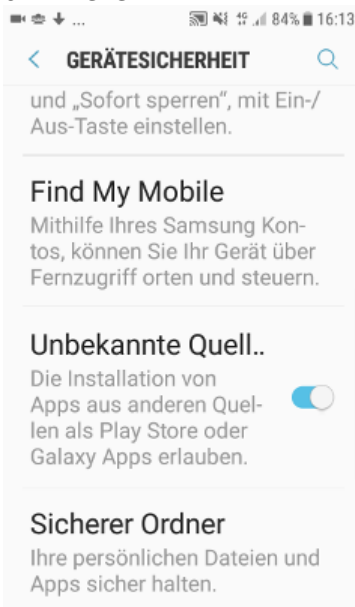 ... 84% 16:13
GERÄTESICHERHEIT
und „Sofort sperren“, mit Ein-/
Aus-Taste einstellen.
Find My Mobile
Mithilfe Ihres Samsung Kon-
tos, können Sie Ihr Gerät über
Fernzugriff orten und steuern.
Unbekannte Quell..
Die Installation von
Apps aus anderen Quel-
len als Play Store oder
Galaxy Apps erlauben.
Sicherer Ordner
Ihre persönlichen Dateien und
Apps sicher halten.